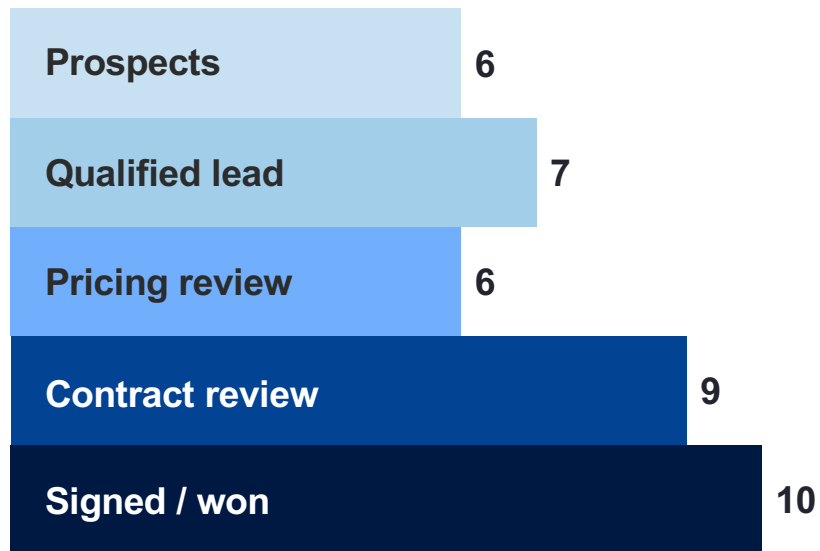 Prospects 6
Qualified lead 7
Pricing review 6
Contract review 9
Signed / won 10